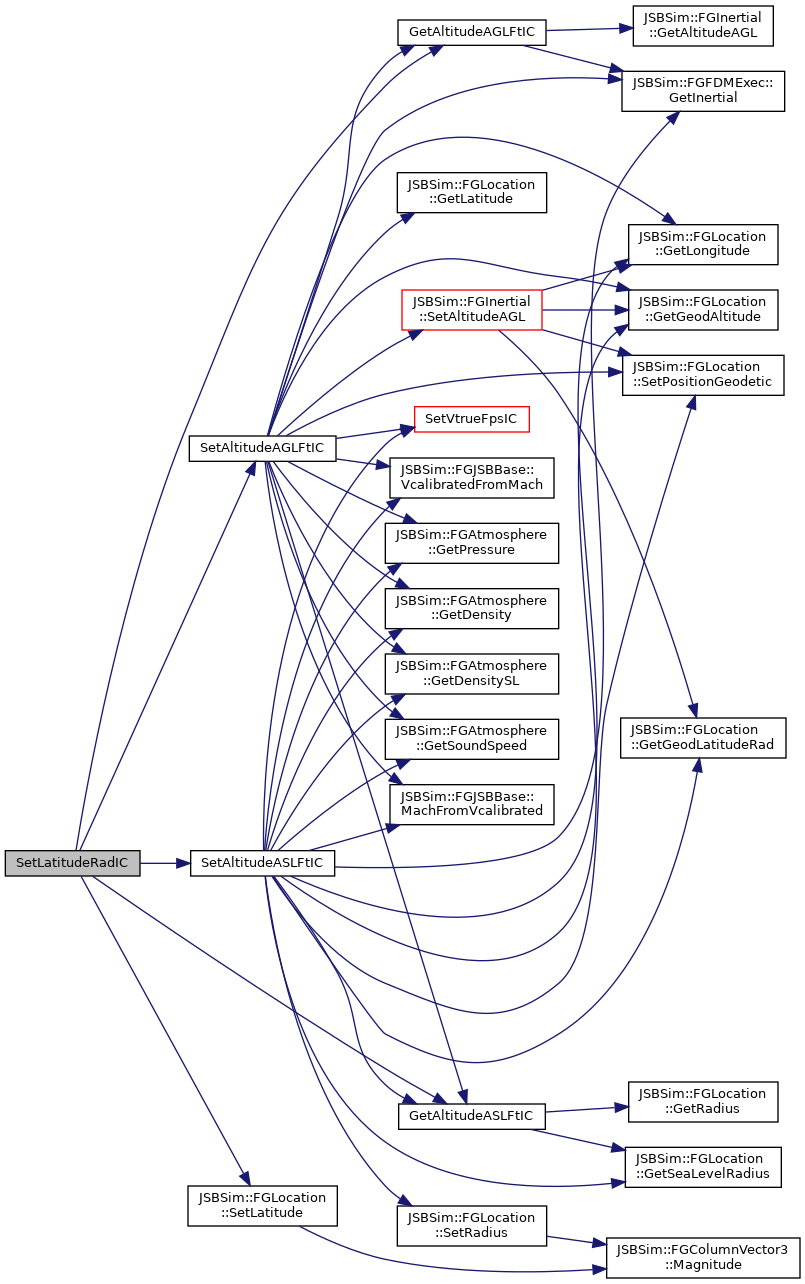 GetAltitudeAGLFtIC
JSBSim::FGInertial
::GetAltitudeAGL
JSBSim::FGFDMExec::
GetInertial
JSBSim::FGLocation
::GetLatitude
JSBSim::FGLocation
::GetLongitude
JSBSim::FGInertial
::SetAltitudeAGL
JSBSim::FGLocation
::GetGeodAltitude
JSBSim::FGLocation
::SetPositionGeodetic
SetVtrueFpsIC
SetAltitudeAGLFtIC
JSBSim::FGJSBBase::
VcalibratedFromMach
JSBSim::FGAtmosphere
::GetPressure
JSBSim::FGAtmosphere
::GetDensity
JSBSim::FGAtmosphere
::GetDensitySL
JSBSim::FGAtmosphere
::GetSoundSpeed
JSBSim::FGLocation
::GetGeodLatitudeRad
JSBSim::FGJSBBase::
MachFromVcalibrated
SetLatitudeRadIC
SetAltitudeASLFtIC
GetAltitudeASLFtIC
JSBSim::FGLocation
::GetRadius
JSBSim::FGLocation
::GetSeaLevelRadius
JSBSim::FGLocation
::SetLatitude
JSBSim::FGLocation
::SetRadius
JSBSim::FGColumnVector3
::Magnitude